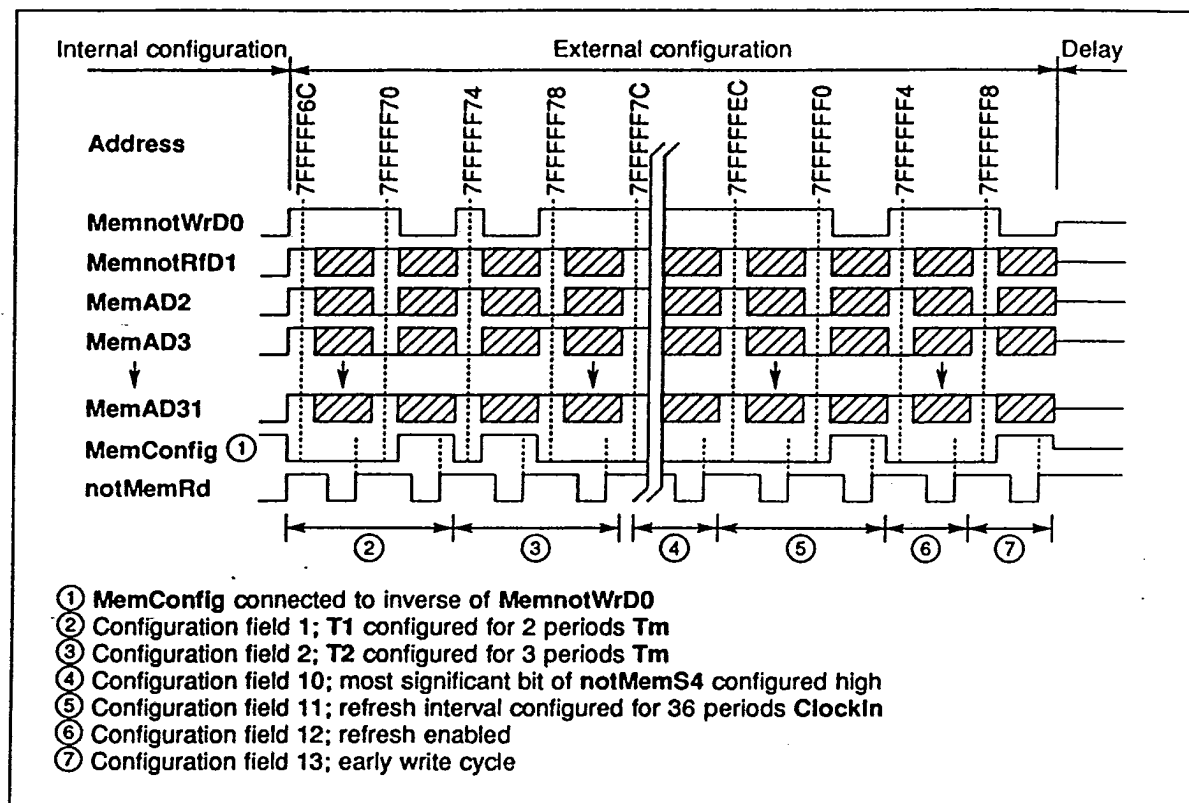 Internal configuration
External configuration
Delay
Address
7FFFFF6C
7FFFFF70
7FFFFF74
7FFFFF78
7FFFFF7C
7FFFFFEC
7FFFFFF0
7FFFFFF4
7FFFFFF8
MemnotWrD0
MemnotRfD1
MemAD2
MemAD3
MemAD31
MemConfig ①
notMemRd
② ③ ④ ⑤ ⑥ ⑦
① MemConfig connected to inverse of MemnotWrD0
② Configuration field 1; T1 configured for 2 periods Tm
③ Configuration field 2; T2 configured for 3 periods Tm
④ Configuration field 10; most significant bit of notMemS4 configured high
⑤ Configuration field 11; refresh interval configured for 36 periods ClockIn
⑥ Configuration field 12; refresh enabled
⑦ Configuration field 13; early write cycle